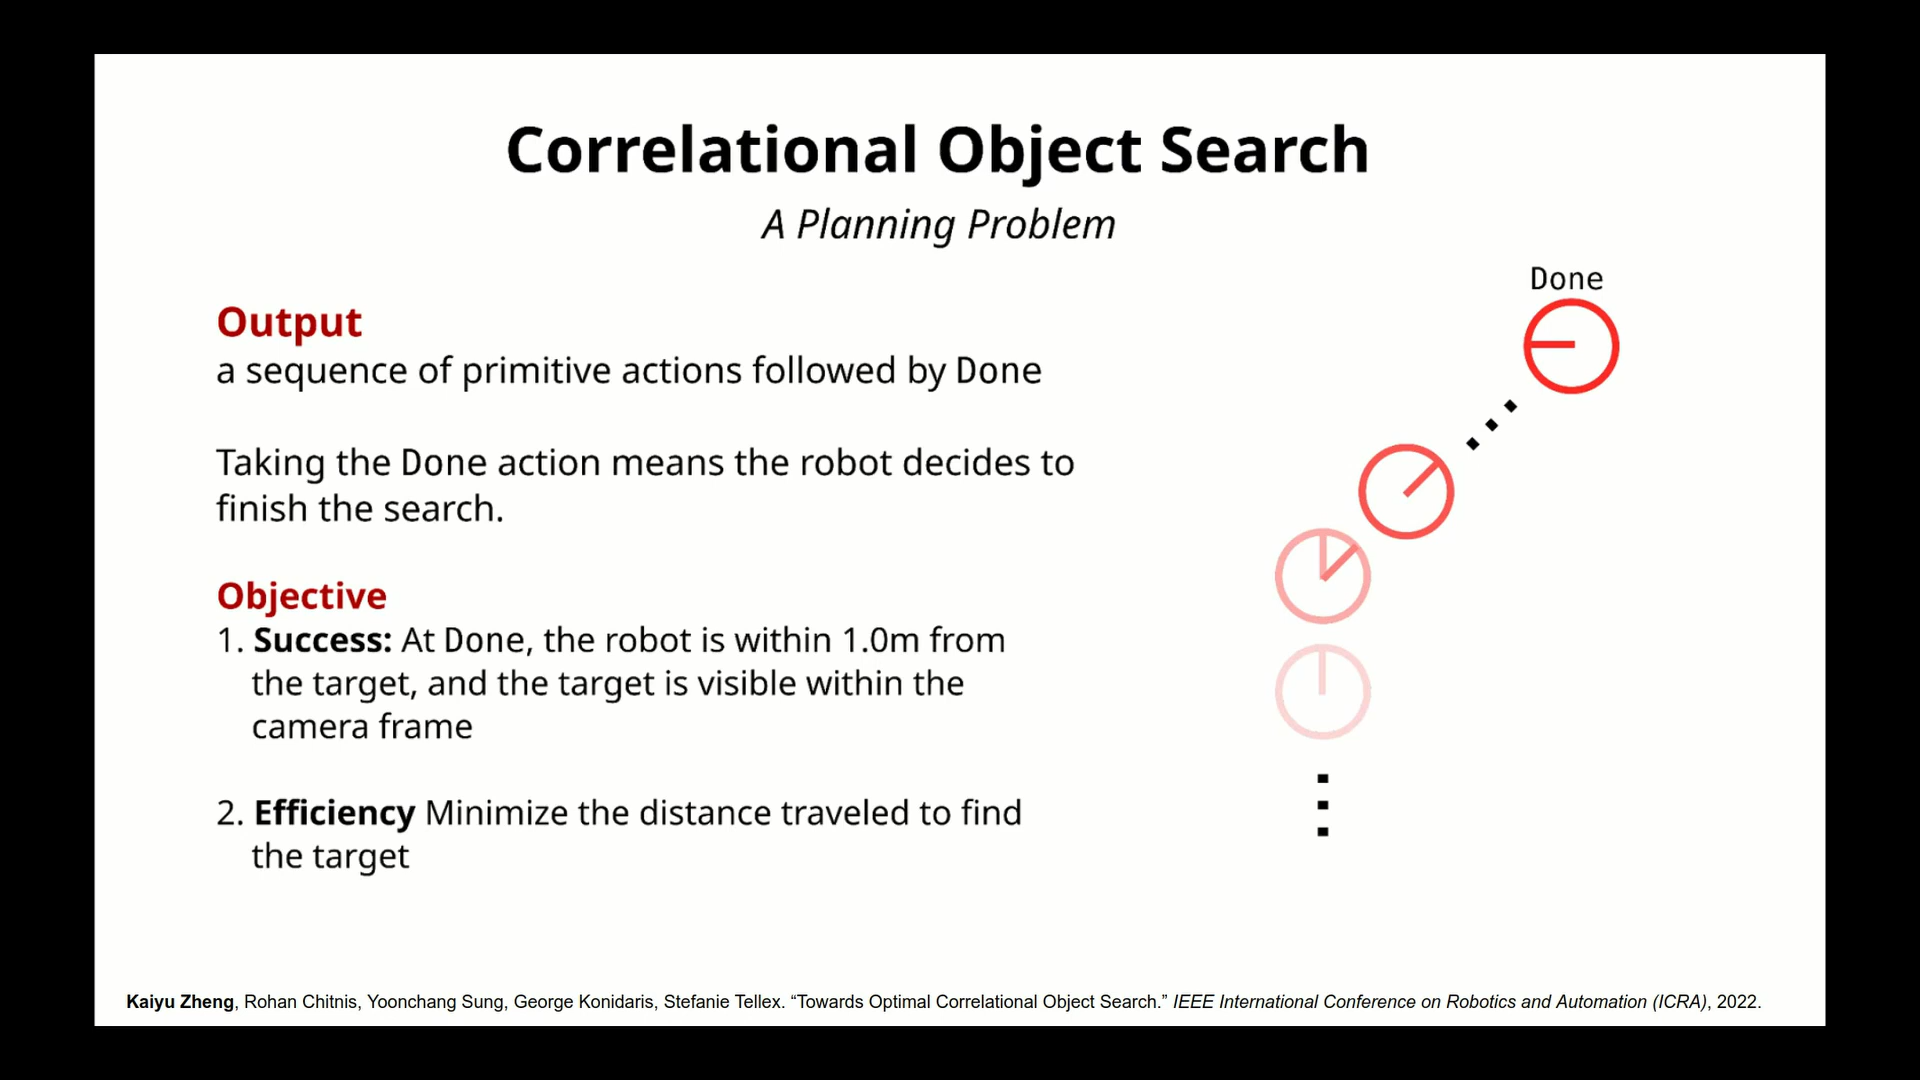 Correlational Object Search
A Planning Problem
Output
a sequence of primitive actions followed by Done
Taking the Done action means the robot decides to
finish the search.
Objective
1. Success: At Done, the robot is within 1.0m from
the target, and the target is visible within the
camera frame
2. Efficiency Minimize the distance traveled to find
the target
Done
Kaiyu Zheng, Rohan Chitnis, Yoonchang Sung, George Konidaris, Stefanie Tellex. “Towards Optimal Correlational Object Search.” IEEE International Conference on Robotics and Automation (ICRA), 2022.